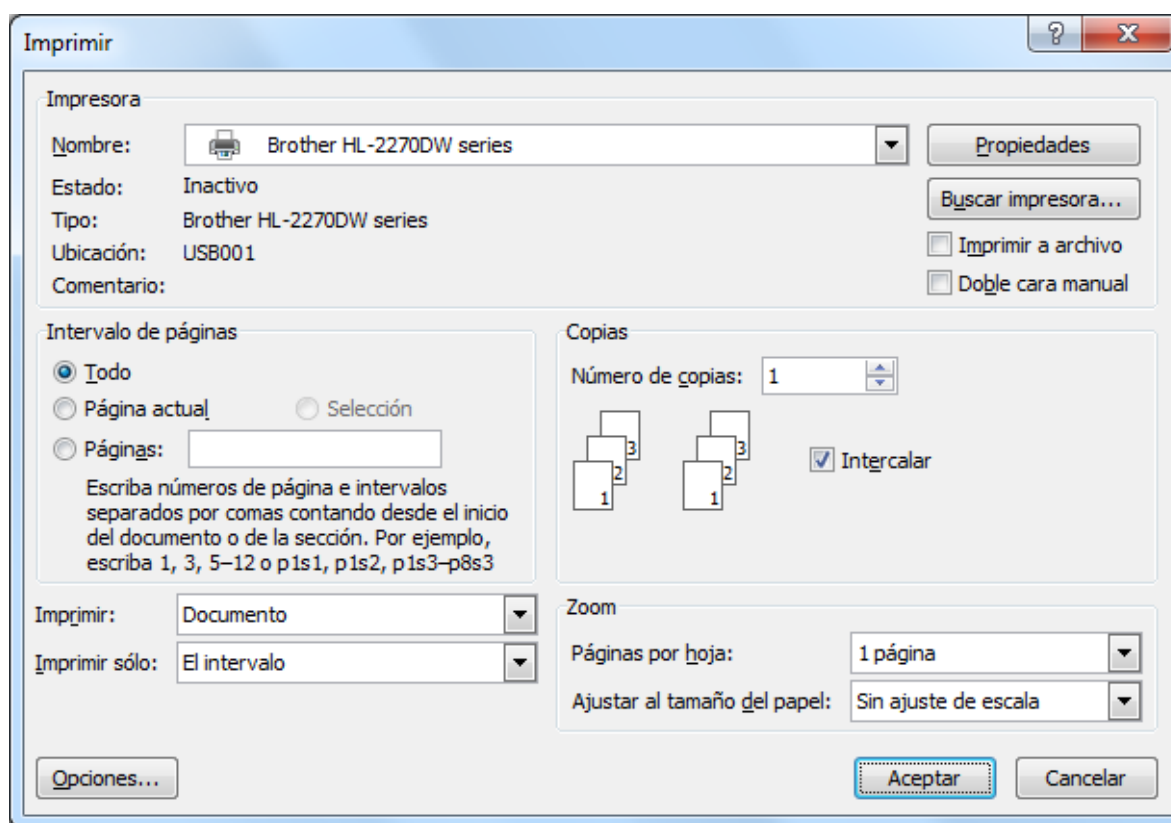 Imprimir
Impresora
Nombre: Brother HL-2270DW series Propiedades
Estado: Inactivo Buscar impresora...
Tipo: Brother HL-2270DW series
Ubicación: USB001 Imprimir a archivo
Comentario: Doble cara manual
Intervalo de páginas
Todo
Página actual Selección
Páginas:
Escriba números de página e intervalos
separados por comas contando desde el inicio
del documento o de la sección. Por ejemplo,
escriba 1, 3, 5–12 o p1s1, p1s2, p1s3–p8s3
Copias
Número de copias: 1
3 3
2 2
1 1
Intercalar
Imprimir: Documento
Imprimir sólo: El intervalo
Zoom
Páginas por hoja: 1 página
Ajustar al tamaño del papel: Sin ajuste de escala
Opciones... Aceptar Cancelar